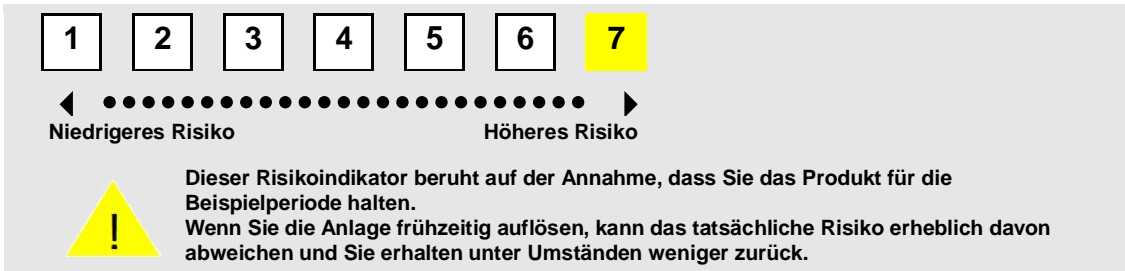 1 2 3 4 5 6 7
Niedrigeres Risiko Höheres Risiko
Dieser Risikoindikator beruht auf der Annahme, dass Sie das Produkt für die
Beispielperiode halten.
Wenn Sie die Anlage frühzeitig auflösen, kann das tatsächliche Risiko erheblich davon
abweichen und Sie erhalten unter Umständen weniger zurück.
!